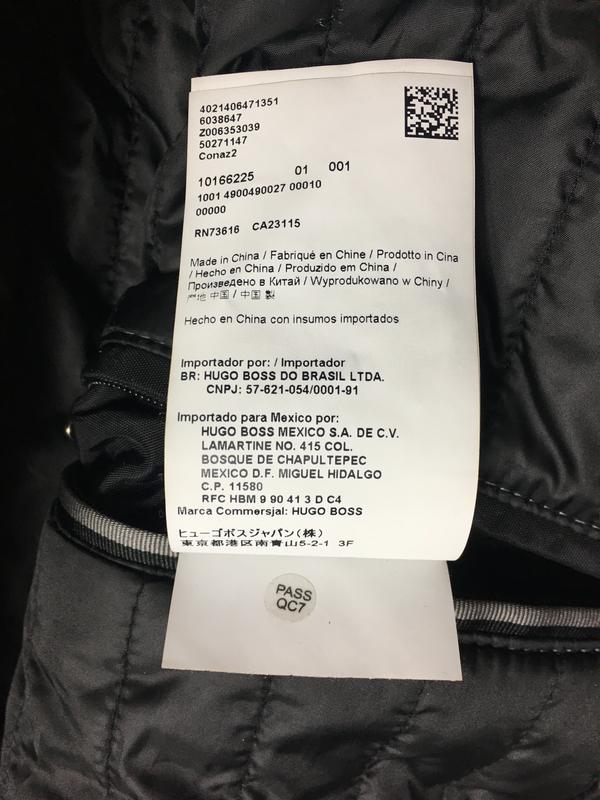 4021406471351
6038647
Z006353039
50271147
Conaz2
10166225 01 001
1001 4900490027 00010
00000
RN73616 CA23115
Made in China / Fabriqué en Chine / Prodotto in Cina
/ Hecho en China / Produzido em China /
Произведено в Китай / Wyprodukowano w Chiny /
产地 中国 / 中国 製
Hecho en China con insumos importados
Importador por: / Importador
BR: HUGO BOSS DO BRASIL LTDA.
CNPJ: 57-621-054/0001-91
Importado para Mexico por:
HUGO BOSS MEXICO S.A. DE C.V.
LAMARTINE NO. 415 COL.
BOSQUE DE CHAPULTEPEC
MEXICO D.F. MIGUEL HIDALGO
C.P. 11580
RFC HBM 9 90 41 3 D C4
Marca Commersjal: HUGO BOSS
ヒューゴボスジャパン(株)
東京都港区南青山5-2-1 3F
PASS
QC7